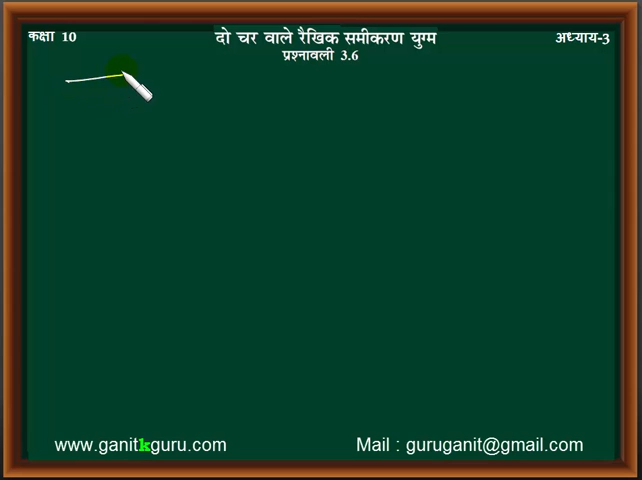 कक्षा 10 दो चर वाले रैखिक समीकरण युग्म अध्याय-3
प्रश्नावली 3.6
www.ganitkguru.com Mail : guruganit@gmail.com